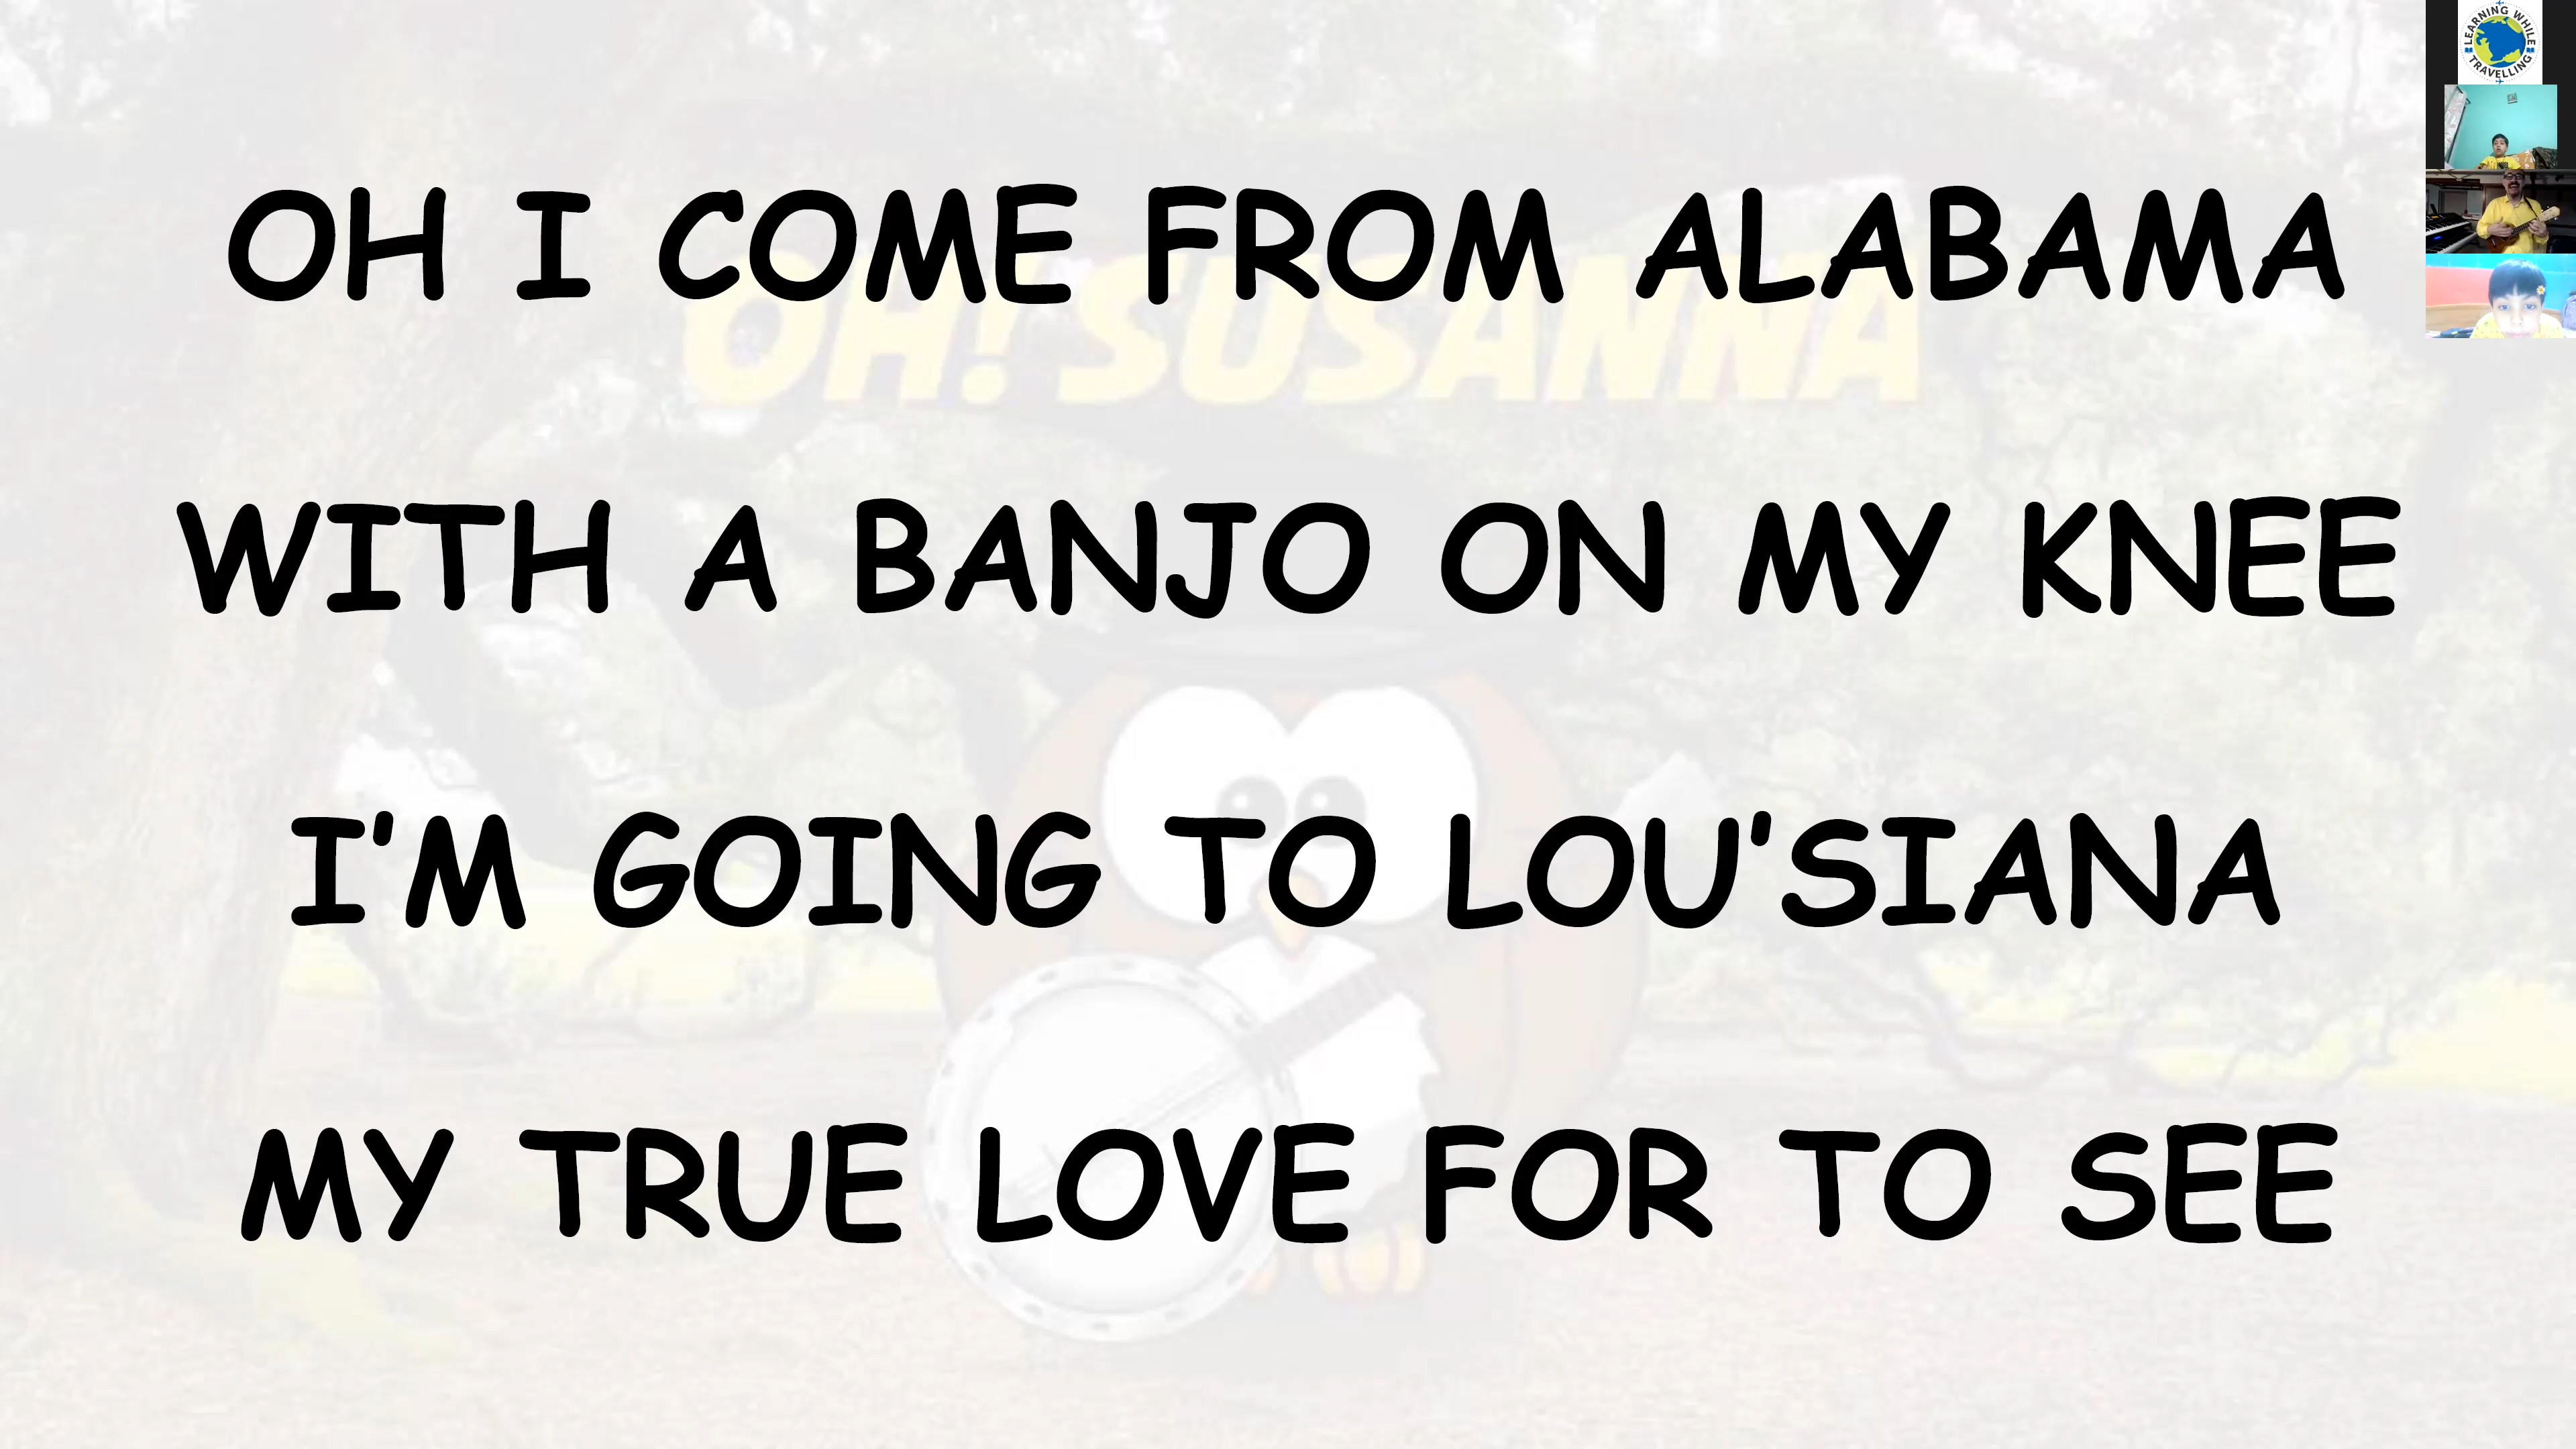 LEARNING WHILE
TRAVELLING
OH! SUSANNA
OH I COME FROM ALABAMA
WITH A BANJO ON MY KNEE
I'M GOING TO LOU'SIANA
MY TRUE LOVE FOR TO SEE